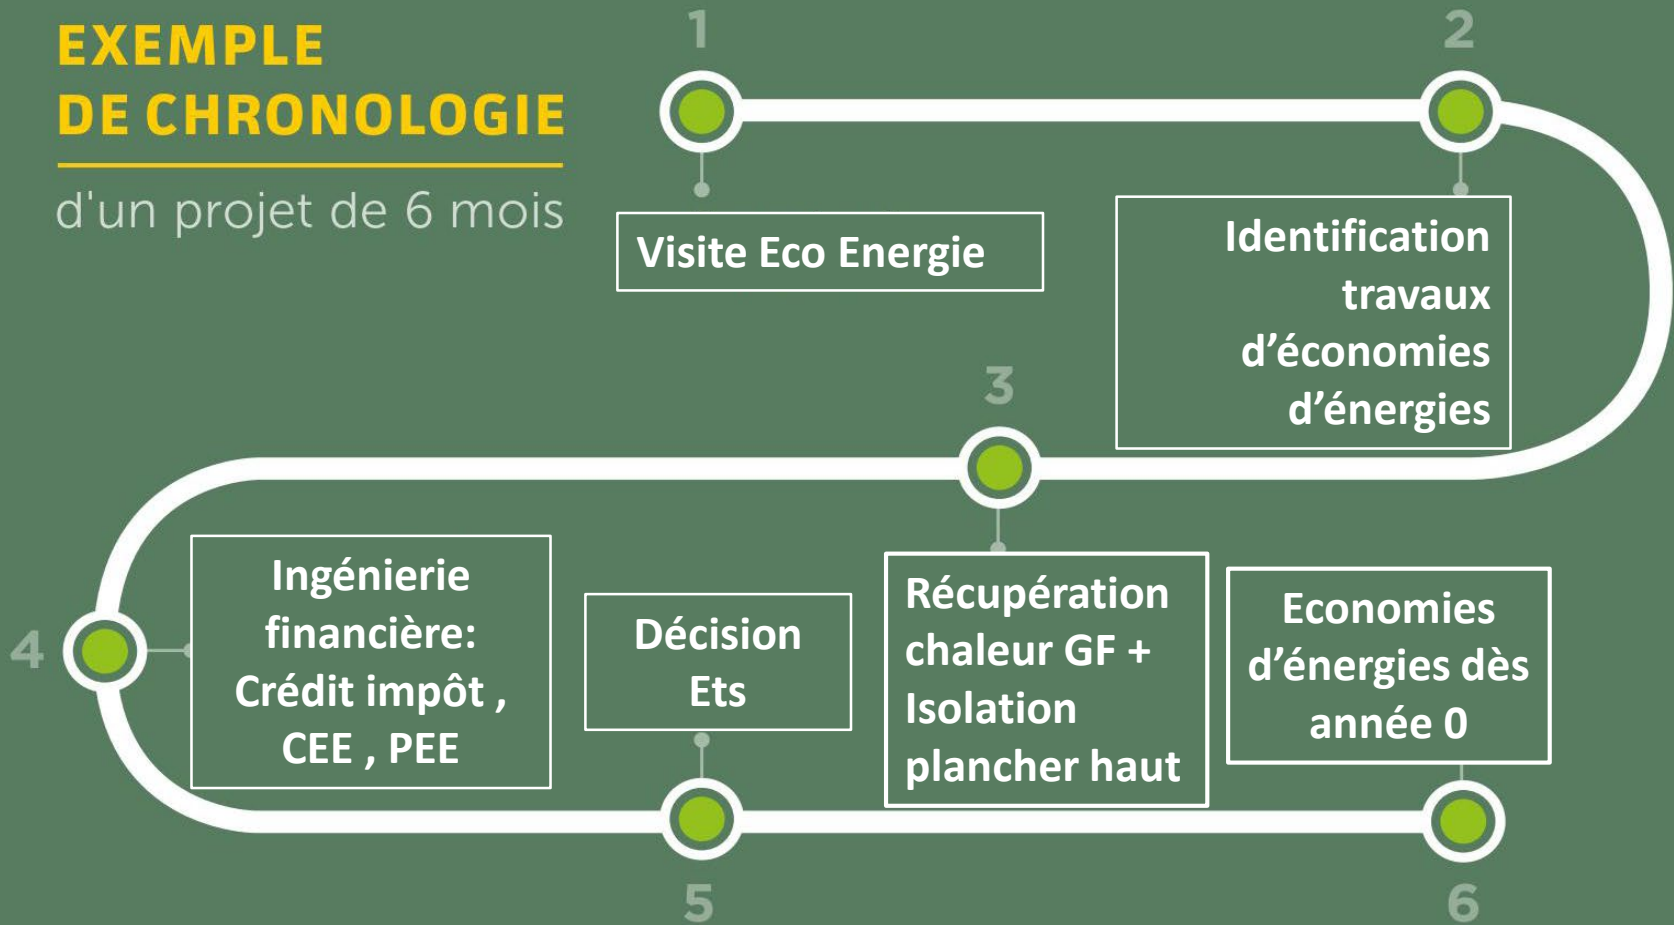 EXEMPLE
DE CHRONOLOGIE
d'un projet de 6 mois
1
Visite Eco Energie
2
Identification
travaux
d’économies
d’énergies
3
Récupération
chaleur GF +
Isolation
plancher haut
4
Ingénierie
financière:
Crédit impôt ,
CEE , PEE
Décision
Ets
5
Economies
d’énergies dès
année 0
6